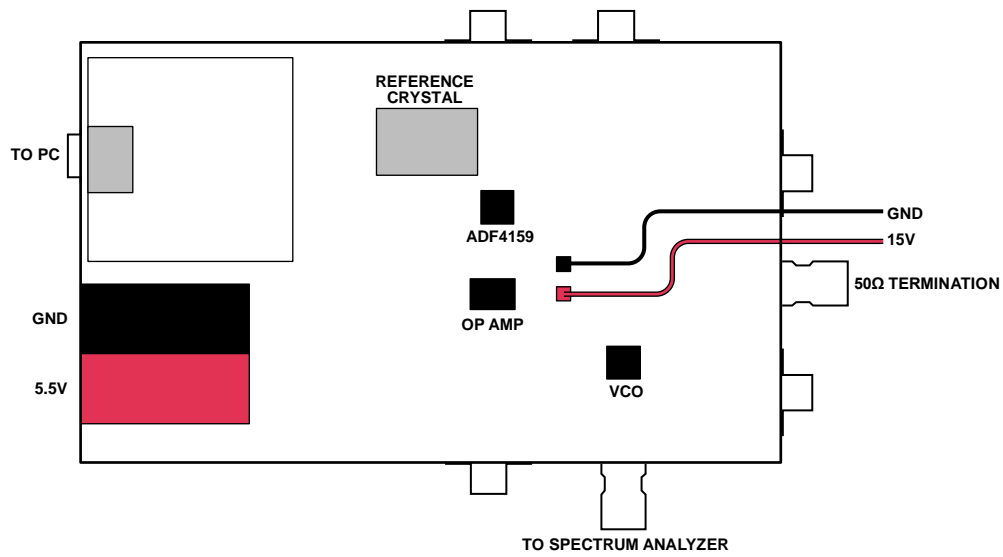 REFERENCE
CRYSTAL
TO PC
ADF4159
GND
15V
50Ω TERMINATION
GND
OP AMP
5.5V
VCO
TO SPECTRUM ANALYZER